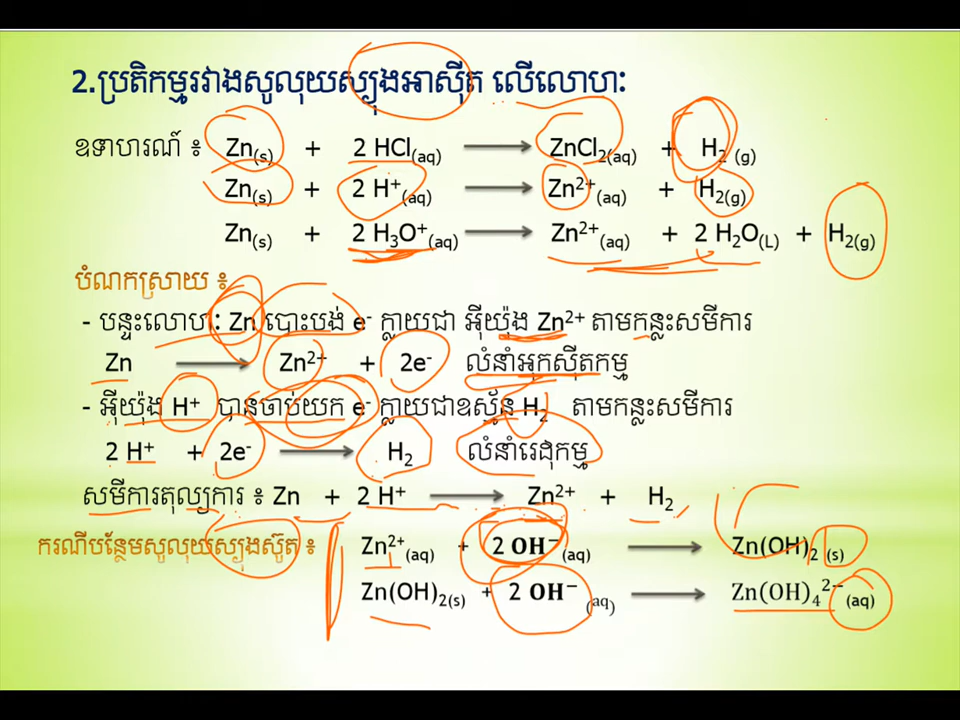 2.ប្រតិកម្មរវាងសូលុយស្យុងអាស៊ីត លើលោហៈ
ឧទាហរណ៍ ៖ Zn(s) + 2 HCl(aq) ⟶ ZnCl₂(aq) + H₂ (g)
Zn(s) + 2 H⁺(aq) ⟶ Zn²⁺(aq) + H₂(g)
Zn(s) + 2 H₃O⁺(aq) ⟶ Zn²⁺(aq) + 2 H₂O(L) + H₂(g)
បំណកស្រាយ ៖
- បន្ទះលោហៈ Zn បោះបង់ e⁻ ក្លាយជា អ៊ីយ៉ុង Zn²⁺ តាមកន្លះសមីការ
Zn ⟶ Zn²⁺ + 2e⁻ លំនាំអុកស៊ីតកម្ម
- អ៊ីយ៉ុង H⁺ បានចាប់យក e⁻ ក្លាយជាឧស្ម័ន H₂ តាមកន្លះសមីការ
2 H⁺ + 2e⁻ ⟶ H₂ លំនាំរេដុកម្ម
សមីការតុល្យការ ៖ Zn + 2 H⁺ ⟶ Zn²⁺ + H₂
ករណីបន្ថែមសូលុយស្យុងស៊ូត ៖ Zn²⁺(aq) + 2 OH⁻(aq) ⟶ Zn(OH)₂ (s)
Zn(OH)₂(s) + 2 OH⁻(aq) ⟶ Zn(OH)₄²⁻(aq)